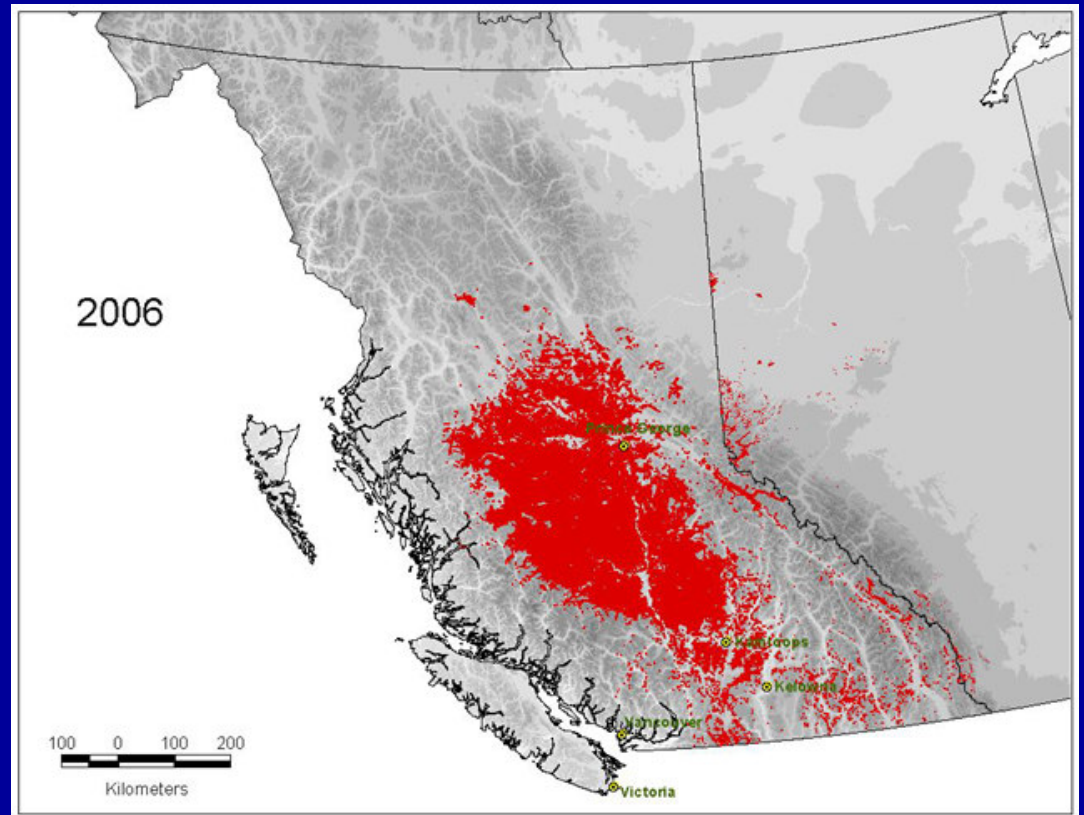 2006
Prince George
Kamloops
Kelowna
Vancouver
Victoria
100 0 100 200
Kilometers